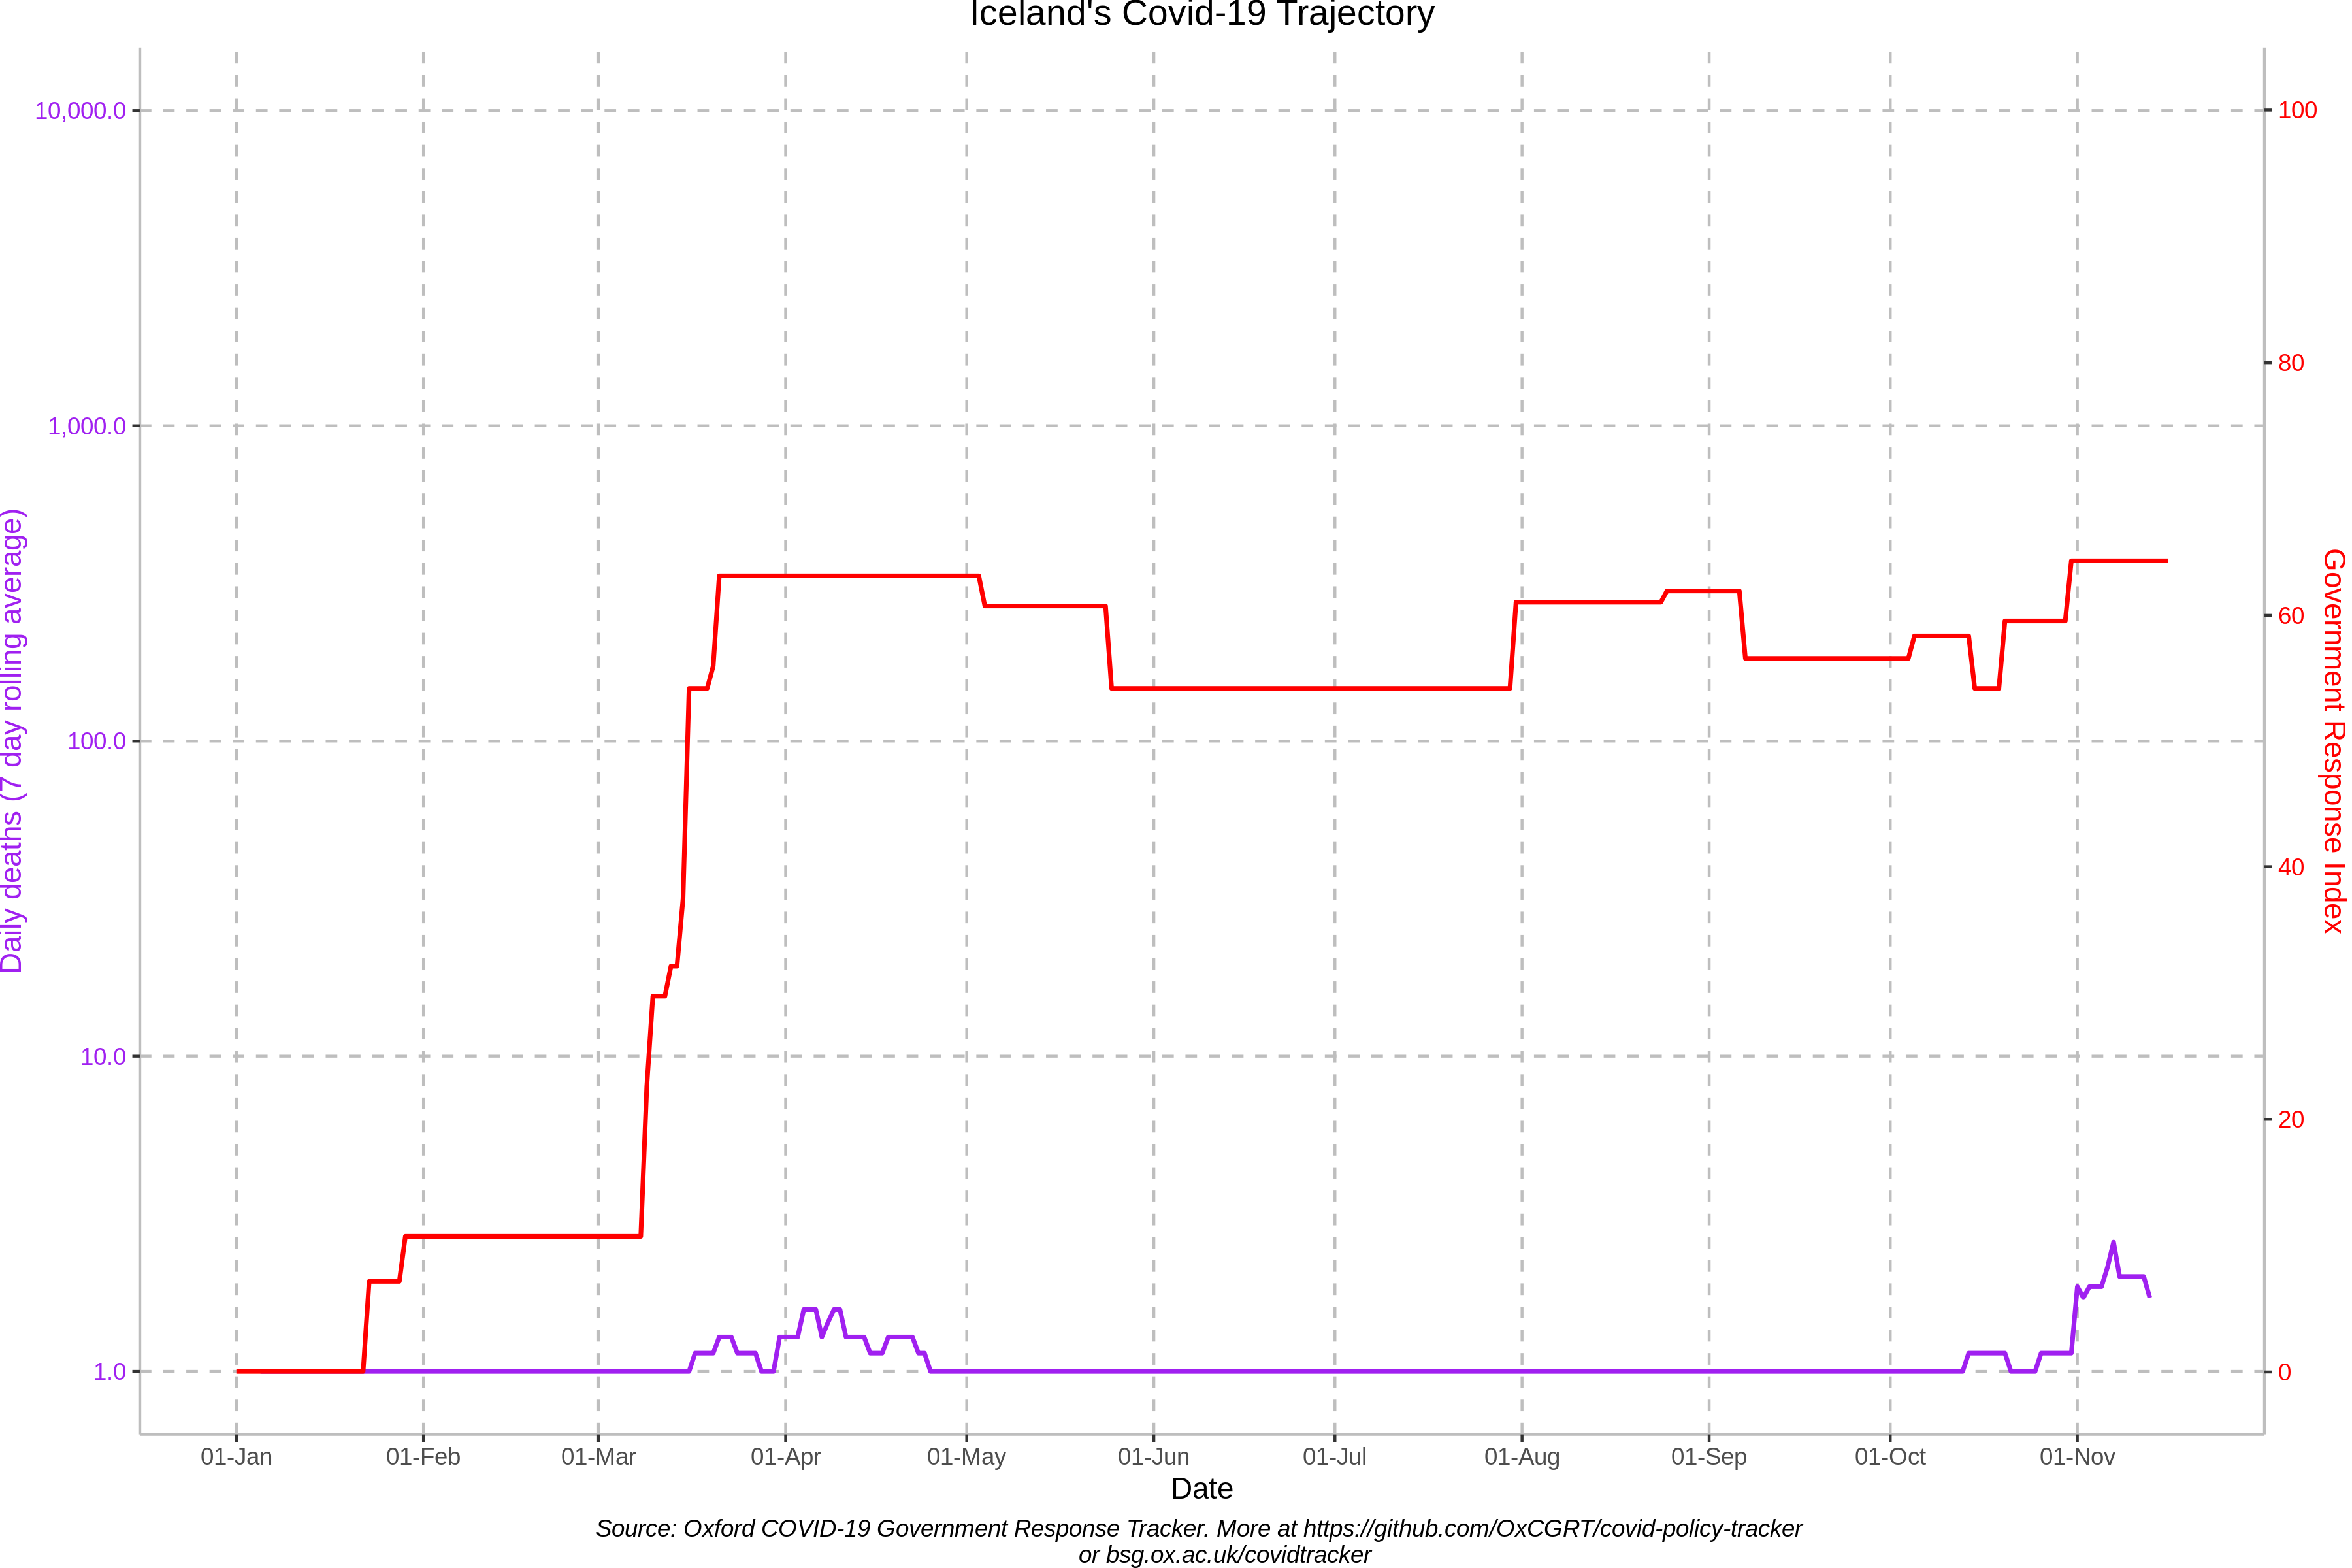 Iceland's Covid-19 Trajectory
10,000.0
1,000.0
100.0
10.0
1.0
Daily deaths (7 day rolling average)
100
80
60
40
20
0
Government Response Index
01-Jan
01-Feb
01-Mar
01-Apr
01-May
01-Jun
01-Jul
01-Aug
01-Sep
01-Oct
01-Nov
Date
Source: Oxford COVID-19 Government Response Tracker. More at https://github.com/OxCGRT/covid-policy-tracker
or bsg.ox.ac.uk/covidtracker